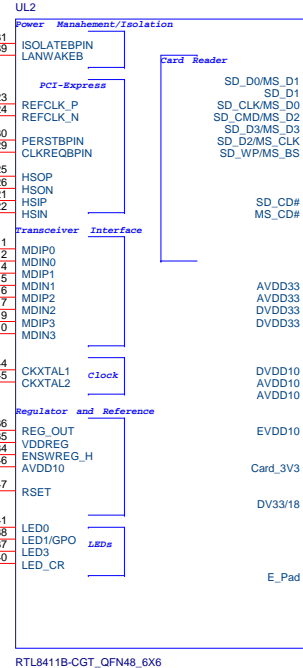 UL2
Power Manahement/Isolation
ISOLATEBPIN
LANWAKEB
Card Reader
PCI-Express
SD_D0/MS_D1
SD_D1
REFCLK_P
SD_CLK/MS_D0
REFCLK_N
SD_CMD/MS_D2
SD_D3/MS_D3
PERSTBPIN
SD_D2/MS_CLK
CLKREQBPIN
SD_WP/MS_BS
HSOP
HSON
HSIP
SD_CD#
HSIN
MS_CD#
Transceiver Interface
MDIP0
MDIN0
MDIP1
MDIN1
AVDD33
MDIP2
AVDD33
MDIN2
DVDD33
MDIP3
DVDD33
MDIN3
CKXTAL1
DVDD10
Clock
CKXTAL2
AVDD10
AVDD10
Regulator and Reference
REG_OUT
EVDD10
VDDREG
ENSWREG_H
AVDD10
Card_3V3
RSET
DV33/18
LED0
LED1/GPO
LEDs
LED3
LED_CR
E_Pad
RTL8411B-CGT_QFN48_6X6